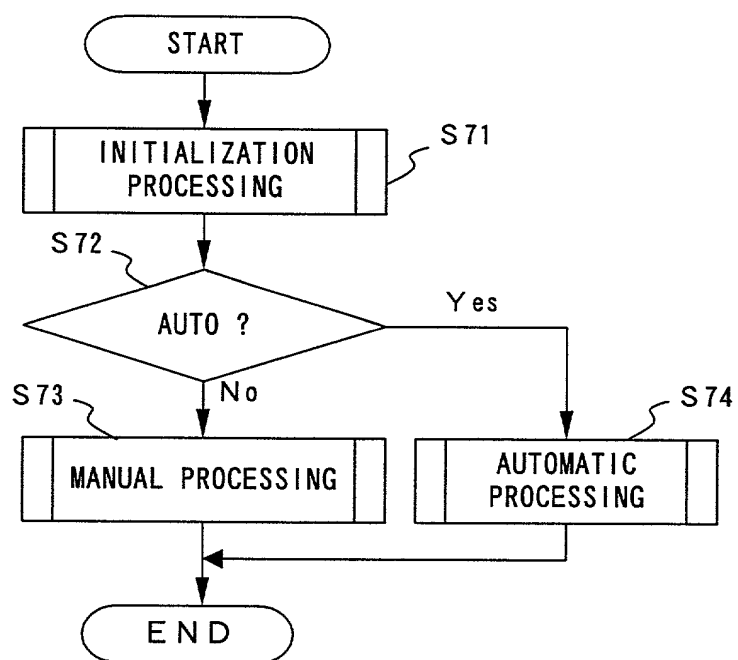 START
S71
INITIALIZATION
PROCESSING
S72
AUTO ?
Yes
No
S73
MANUAL PROCESSING
S74
AUTOMATIC
PROCESSING
END